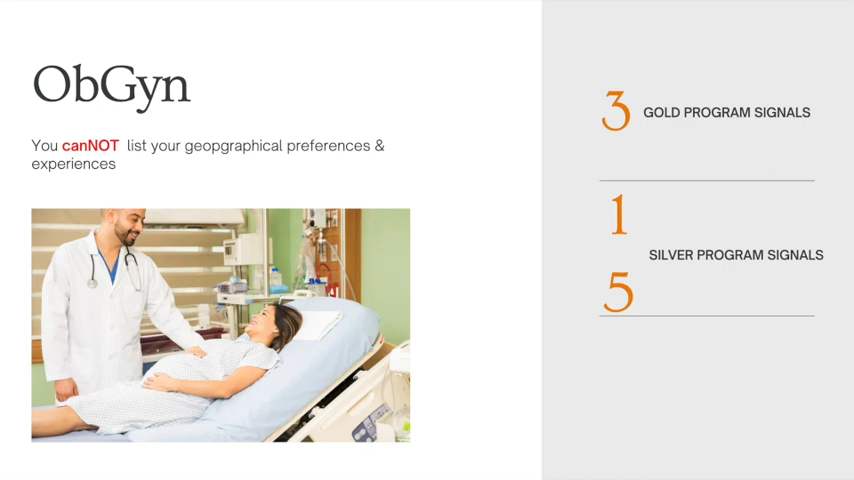 ObGyn
You canNOT list your geopgraphical preferences &
experiences
3 GOLD PROGRAM SIGNALS
1
SILVER PROGRAM SIGNALS
5